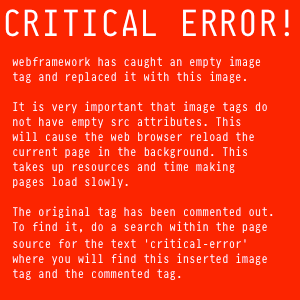 CRITICAL ERROR!
webframework has caught an empty image
tag and replaced it with this image.
It is very important that image tags do
not have empty src attributes. This
will cause the web browser reload the
current page in the background. This
takes up resources and time making
pages load slowly.
The original tag has been commented out.
To find it, do a search within the page
source for the text 'critical-error'
where you will find this inserted image
tag and the commented tag.